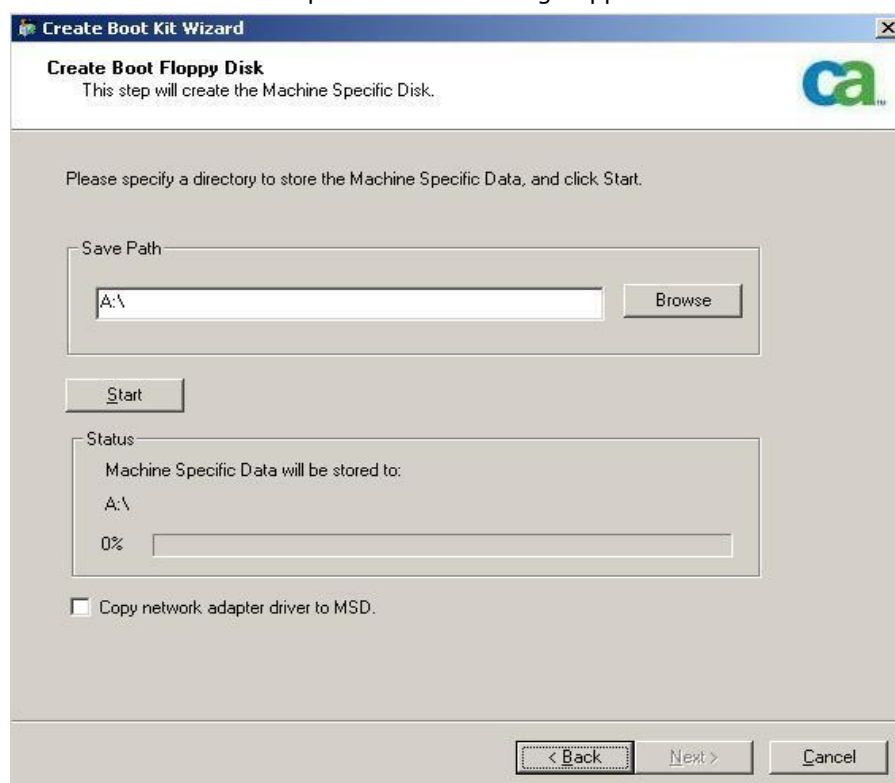 Create Boot Kit Wizard
Create Boot Floppy Disk
This step will create the Machine Specific Disk.
ca
Please specify a directory to store the Machine Specific Data, and click Start.
Save Path
A:\
Browse
Start
Status
Machine Specific Data will be stored to:
A:\
0%
Copy network adapter driver to MSD.
< Back Next > Cancel